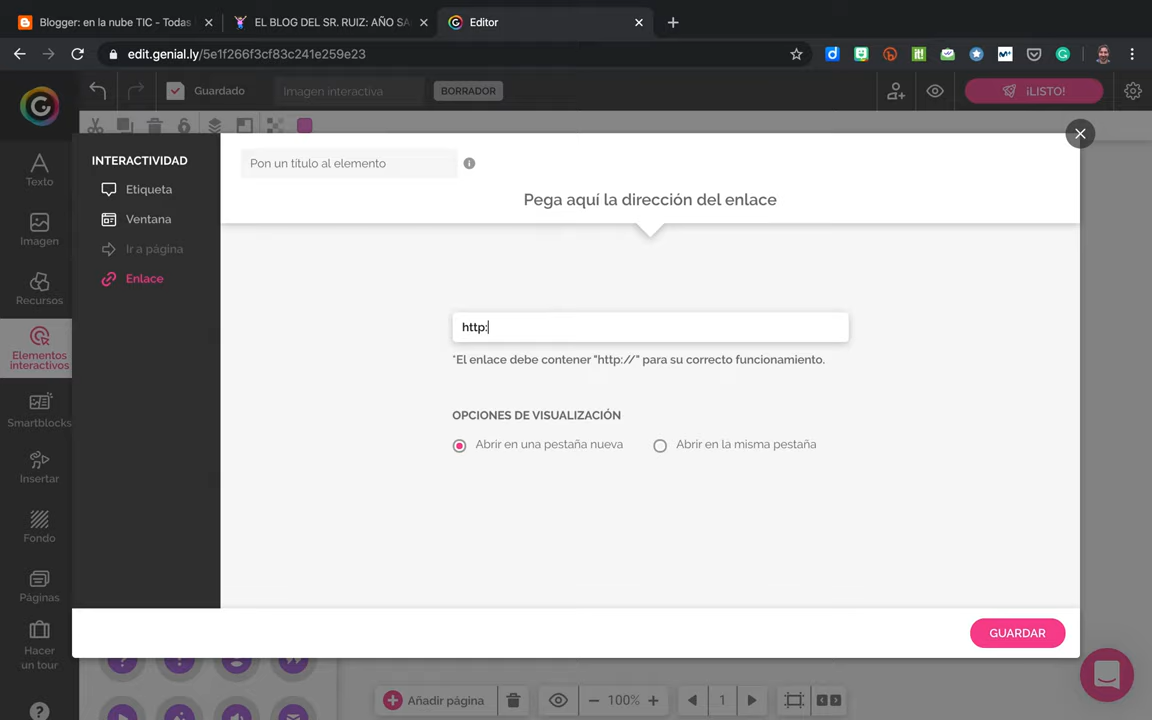 Blogger: en la nube TIC - Todas
EL BLOG DEL SR. RUIZ: AÑO SA
Editor
edit.genial.ly/5e1f266f3cf83c241e259e23
Guardado
Imagen interactiva
BORRADOR
¡LISTO!
INTERACTIVIDAD
Etiqueta
Ventana
Ir a página
Enlace
Pon un título al elemento
Pega aquí la dirección del enlace
http:
*El enlace debe contener "http://" para su correcto funcionamiento.
OPCIONES DE VISUALIZACIÓN
Abrir en una pestaña nueva
Abrir en la misma pestaña
GUARDAR
Texto
Imagen
Recursos
Elementos
interactivos
Smartblocks
Insertar
Fondo
Páginas
Hacer
un tour
Añadir página
100%
1